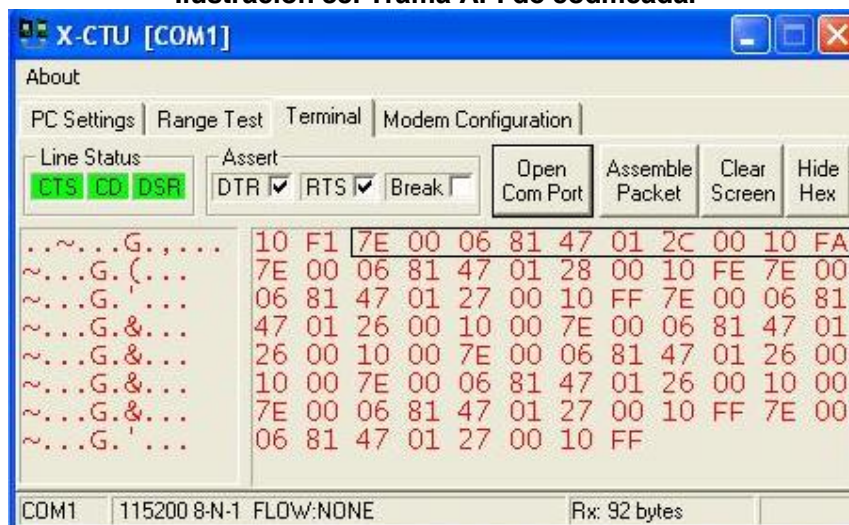 Ilustración Trama API de codificada.
X-CTU [COM1]
About
PC Settings Range Test Terminal Modem Configuration
Line Status Assert
CTS CD DSR DTR RTS Break
Open Com Port
Assemble Packet
Clear Screen
Hide Hex
..~...G.,...
~...G.(...
~...G.'...
~...G.&...
~...G.&...
~...G.&...
~...G.'...
~...G.'...
10 F1 7E 00 06 81 47 01 2C 00 10 FA
7E 00 06 81 47 01 28 00 10 FE 7E 00
06 81 47 01 27 00 10 FF 7E 00 06 81
47 01 26 00 10 00 7E 00 06 81 47 01
26 00 10 00 7E 00 06 81 47 01 26 00
10 00 7E 00 06 81 47 01 26 00 10 00
7E 00 06 81 47 01 27 00 10 FF 7E 00
06 81 47 01 27 00 10 FF
COM1 115200 8-N-1 FLOW:NONE Rx: 92 bytes